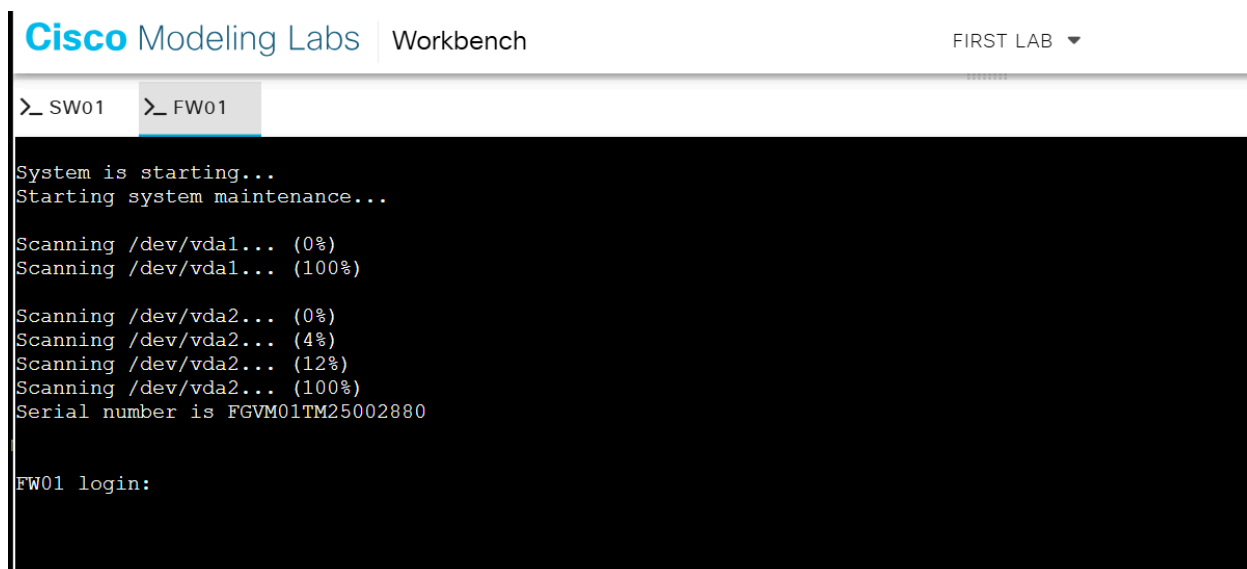 Cisco Modeling Labs Workbench FIRST LAB
>_ SW01 >_ FW01
System is starting...
Starting system maintenance...
Scanning /dev/vda1... (0%)
Scanning /dev/vda1... (100%)
Scanning /dev/vda2... (0%)
Scanning /dev/vda2... (4%)
Scanning /dev/vda2... (12%)
Scanning /dev/vda2... (100%)
Serial number is FGVM01TM25002880
FW01 login: